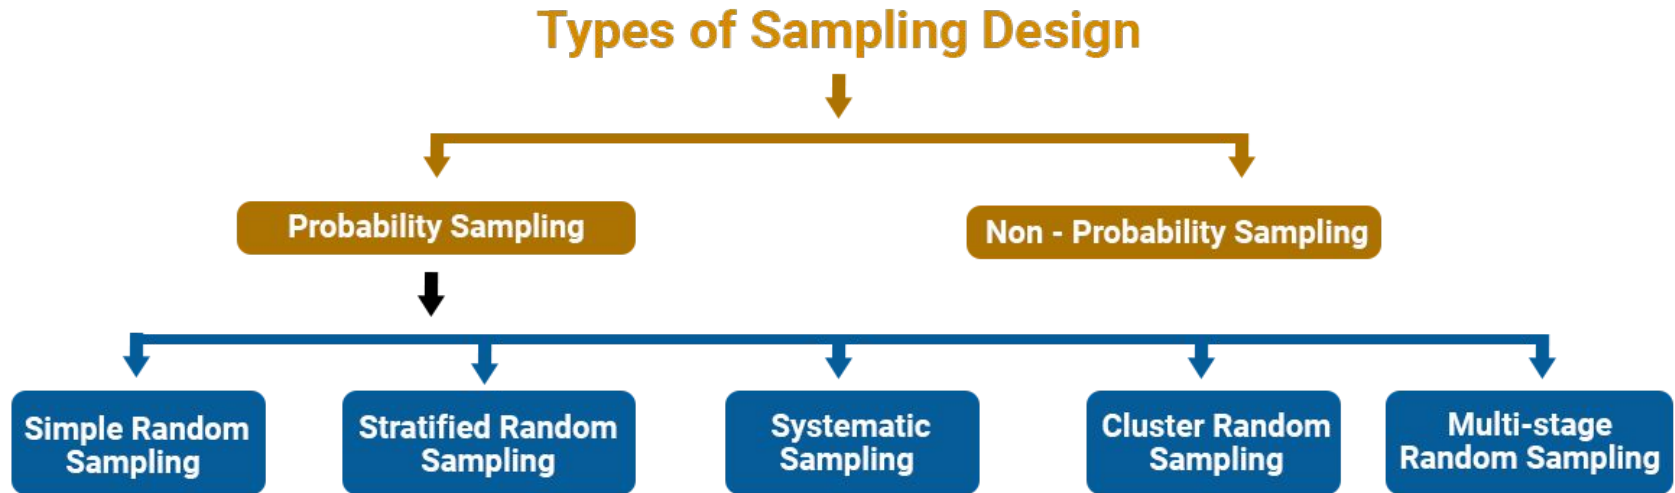 Types of Sampling Design
Probability Sampling
Non - Probability Sampling
Simple Random
Sampling
Stratified Random
Sampling
Systematic
Sampling
Cluster Random
Sampling
Multi-stage
Random Sampling